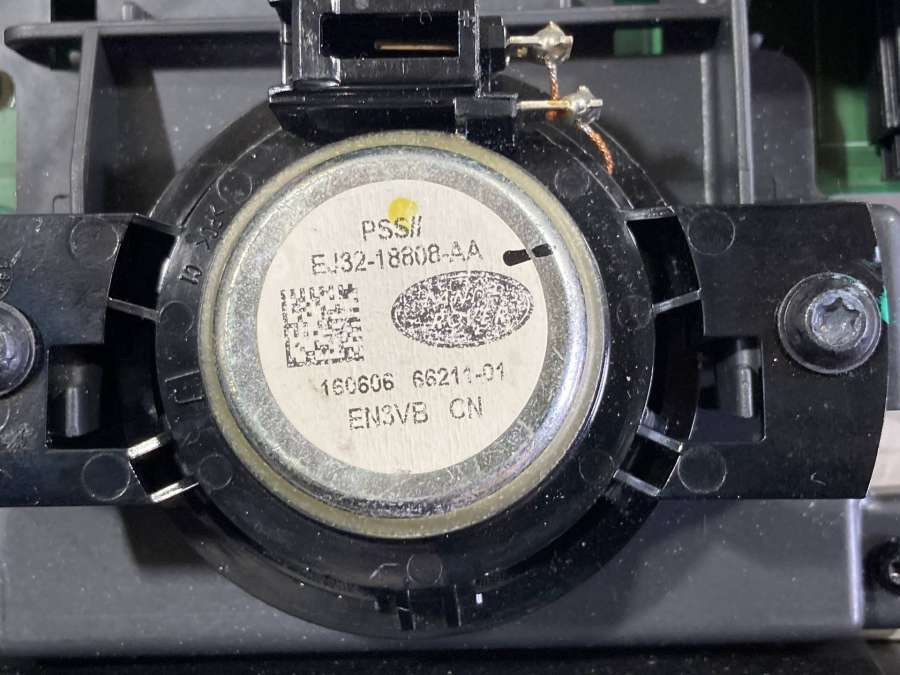 PSS//
EJ32-18808-AA
160606 66211-01
EN3VB CN